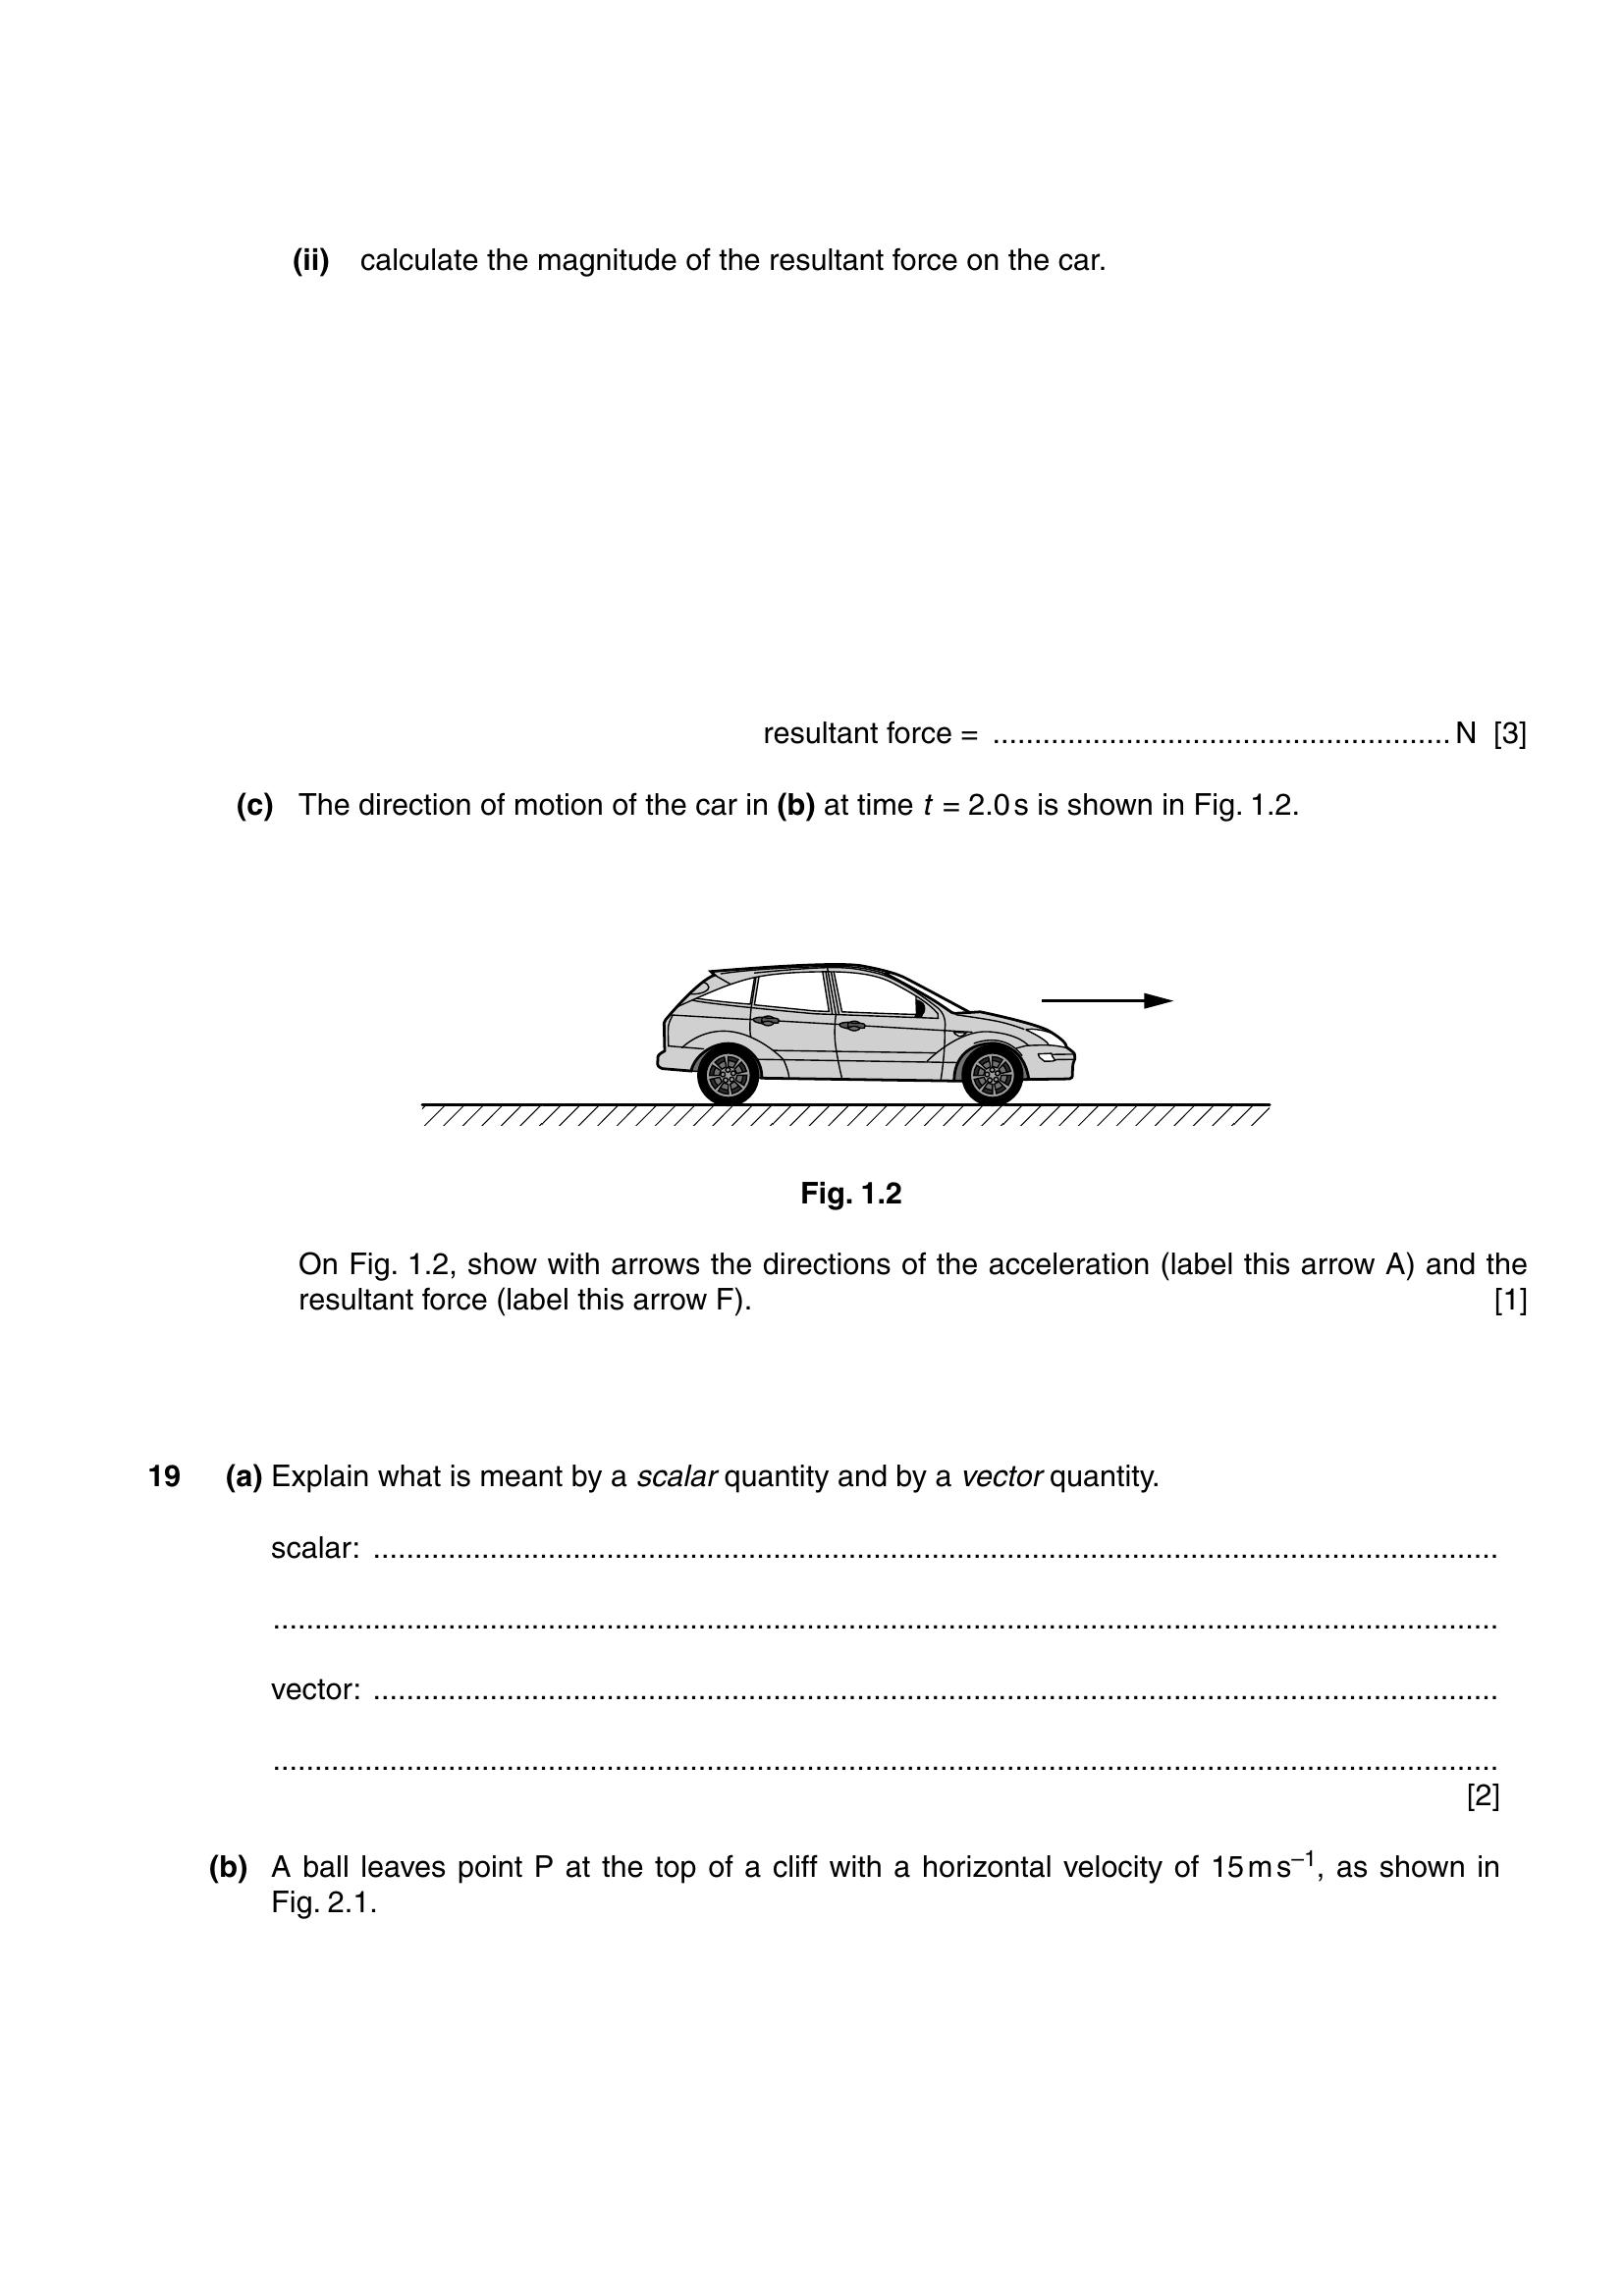 (ii) calculate the magnitude of the resultant force on the car.
resultant force = ....................................................... N [3]
(c) The direction of motion of the car in (b) at time t = 2.0 s is shown in Fig. 1.2.
Fig. 1.2
On Fig. 1.2, show with arrows the directions of the acceleration (label this arrow A) and the
resultant force (label this arrow F). [1]
19 (a) Explain what is meant by a scalar quantity and by a vector quantity.
scalar: .......................................................................................................................................
...................................................................................................................................................
vector: .......................................................................................................................................
...................................................................................................................................................
[2]
(b) A ball leaves point P at the top of a cliff with a horizontal velocity of 15 m s⁻¹, as shown in
Fig. 2.1.